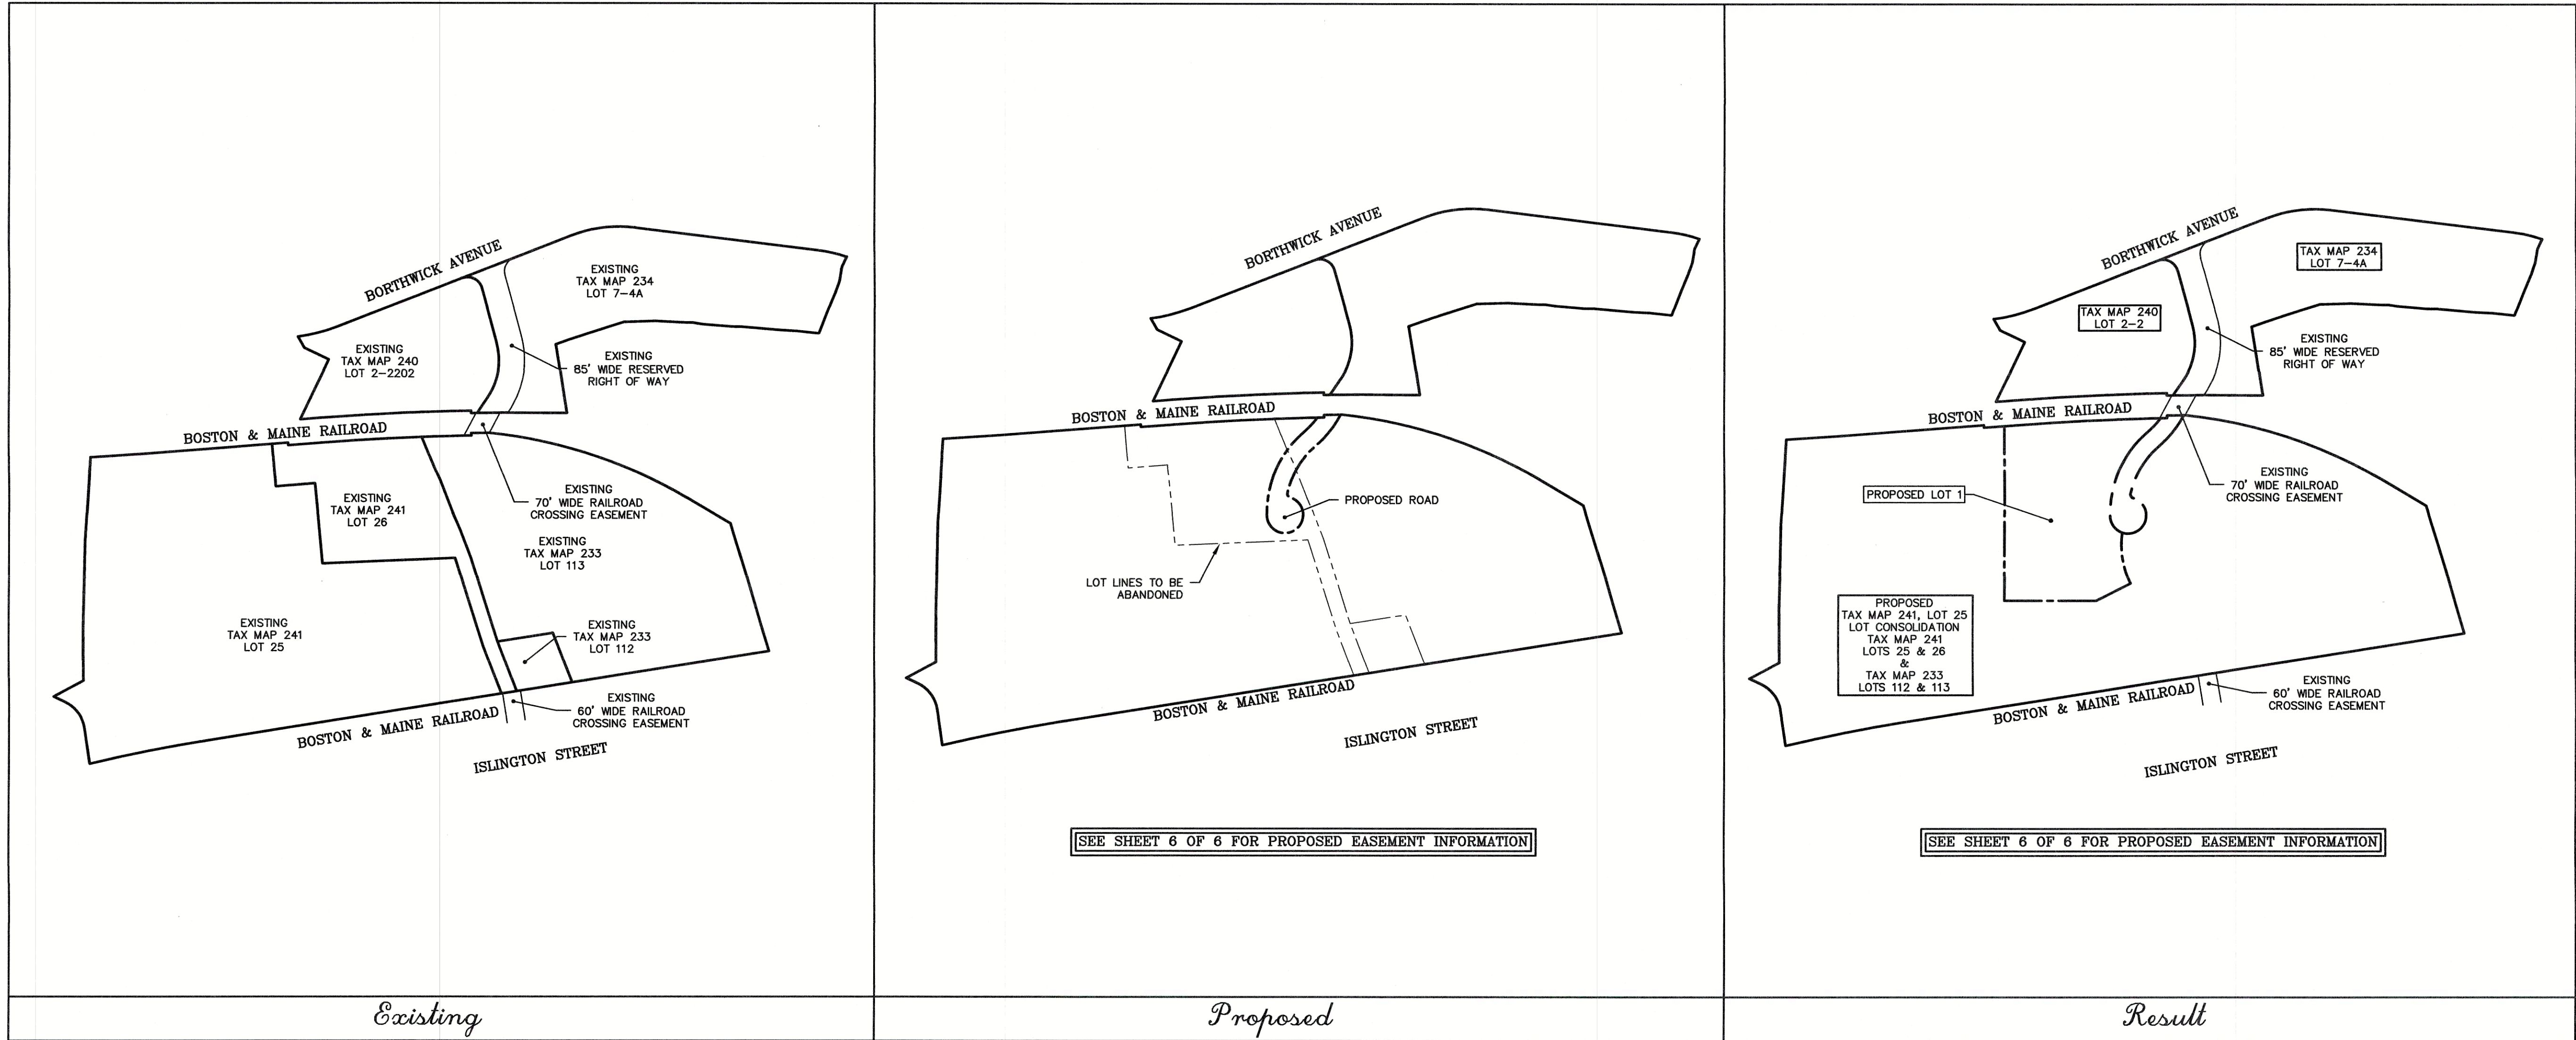 BORTHWICK AVENUE
EXISTING
TAX MAP 234
LOT 7-4A
EXISTING
TAX MAP 240
LOT 2-2202
EXISTING
85' WIDE RESERVED
RIGHT OF WAY
BOSTON & MAINE RAILROAD
EXISTING
70' WIDE RAILROAD
CROSSING EASEMENT
EXISTING
TAX MAP 241
LOT 26
EXISTING
TAX MAP 233
LOT 113
EXISTING
TAX MAP 241
LOT 25
EXISTING
TAX MAP 233
LOT 112
EXISTING
60' WIDE RAILROAD
CROSSING EASEMENT
BOSTON & MAINE RAILROAD
ISLINGTON STREET
Existing
BORTHWICK AVENUE
BOSTON & MAINE RAILROAD
PROPOSED ROAD
LOT LINES TO BE
ABANDONED
BOSTON & MAINE RAILROAD
ISLINGTON STREET
SEE SHEET 6 OF 6 FOR PROPOSED EASEMENT INFORMATION
Proposed
BORTHWICK AVENUE
TAX MAP 234
LOT 7-4A
TAX MAP 240
LOT 2-2
EXISTING
85' WIDE RESERVED
RIGHT OF WAY
BOSTON & MAINE RAILROAD
EXISTING
70' WIDE RAILROAD
CROSSING EASEMENT
PROPOSED LOT 1
PROPOSED
TAX MAP 241, LOT 25
LOT CONSOLIDATION
TAX MAP 241
LOTS 25 & 26
&
TAX MAP 233
LOTS 112 & 113
EXISTING
60' WIDE RAILROAD
CROSSING EASEMENT
BOSTON & MAINE RAILROAD
ISLINGTON STREET
SEE SHEET 6 OF 6 FOR PROPOSED EASEMENT INFORMATION
Result